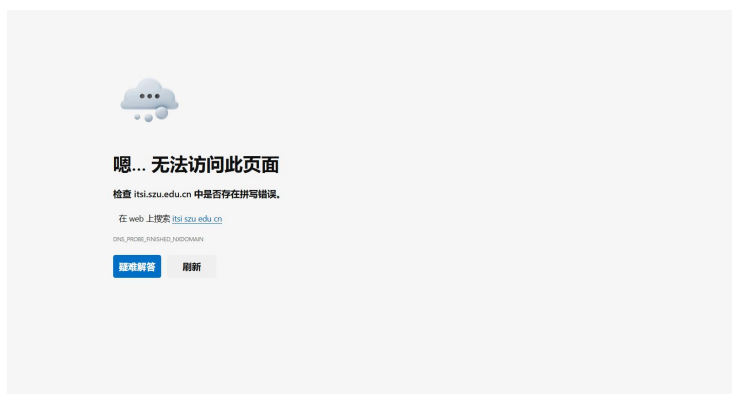 嗯... 无法访问此页面
检查 itsi.szu.edu.cn 中是否存在拼写错误。
在 web 上搜索 itsi szu edu cn
DNS_PROBE_FINISHED_NXDOMAIN
疑难解答 刷新